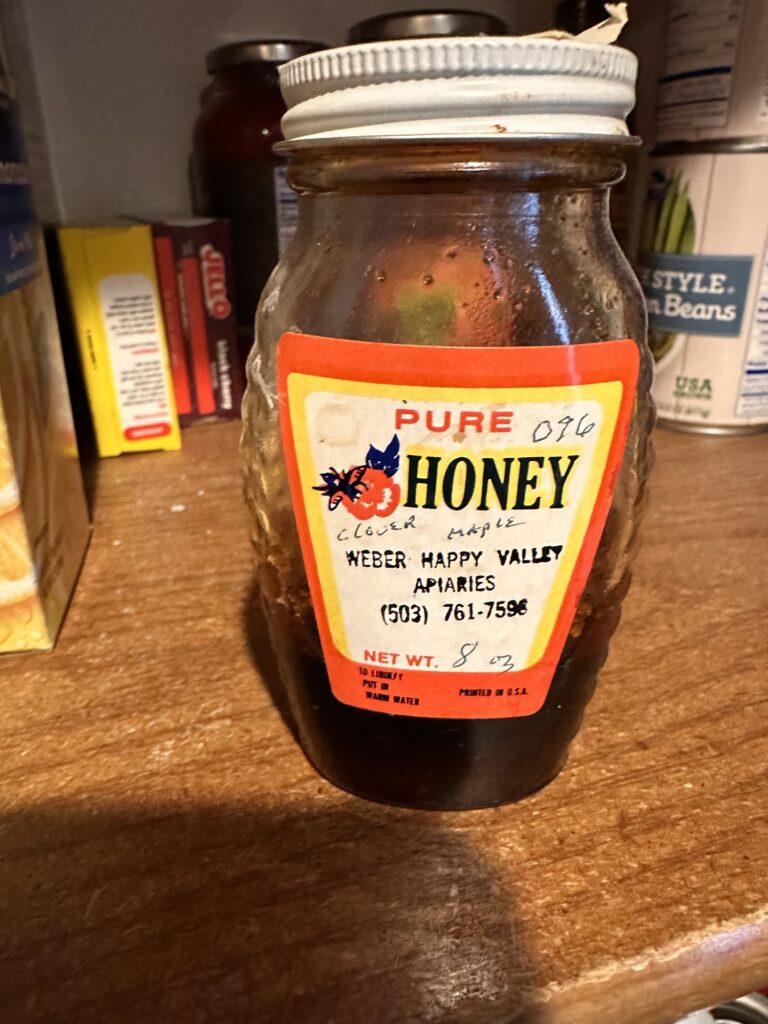 PURE 096
HONEY
CLOVER MAPLE
WEBER HAPPY VALLEY
APIARIES
(503) 761-7596
NET WT. 8 oz
TO LIQUEFY
PUT IN
WARM WATER
PRINTED IN U.S.A.
JELL-O
STYLE
n Beans
USA